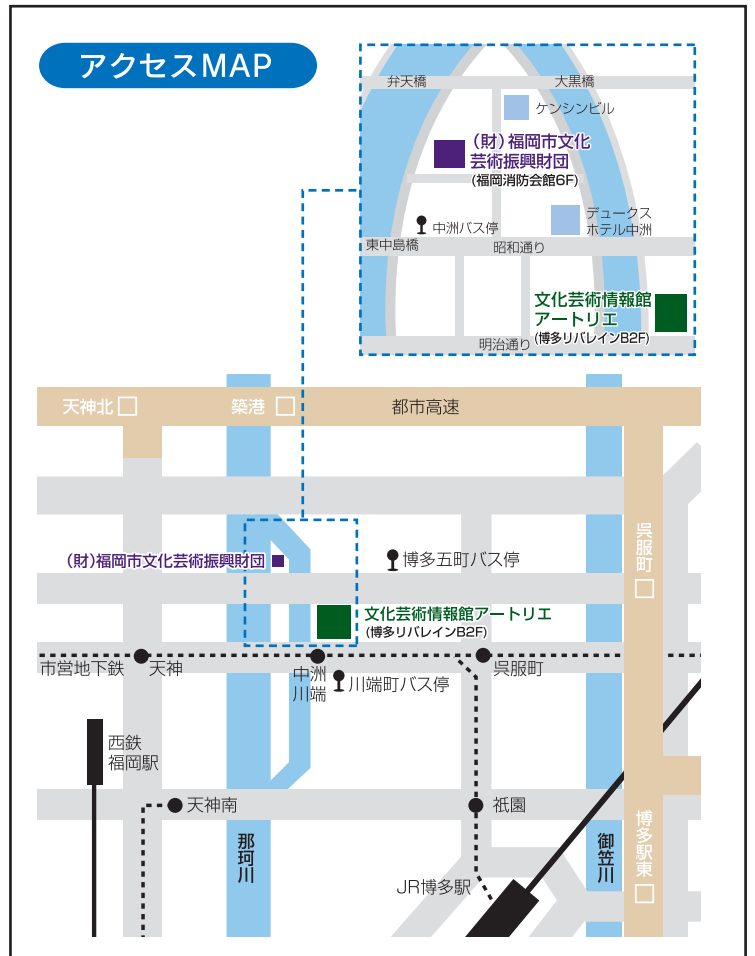 アクセスMAP
弁天橋
大黒橋
ケンシンビル
(財)福岡市文化
芸術振興財団
(福岡消防会館6F)
デュークス
ホテル中洲
中洲バス停
東中島橋
昭和通り
文化芸術情報館
アートリエ
(博多リバレインB2F)
明治通り
天神北
築港
都市高速
呉服町
(財)福岡市文化芸術振興財団
博多五町バス停
文化芸術情報館アートリエ
(博多リバレインB2F)
市営地下鉄
天神
中洲
川端
川端町バス停
呉服町
西鉄
福岡駅
天神南
祇園
那珂川
御笠川
博多駅東
JR博多駅